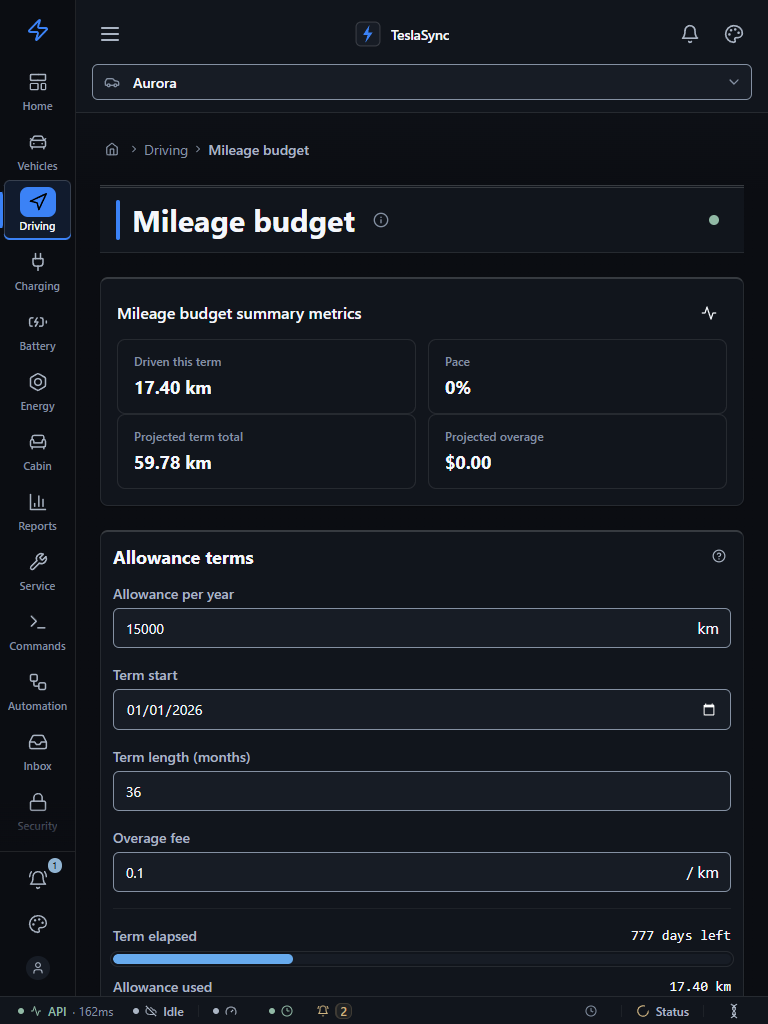 TeslaSync
Aurora
Home
Vehicles
Driving
Charging
Battery
Energy
Cabin
Reports
Service
Commands
Automation
Inbox
Security
1
Driving
Mileage budget
Mileage budget
Mileage budget summary metrics
Driven this term
17.40 km
Pace
0%
Projected term total
59.78 km
Projected overage
$0.00
Allowance terms
Allowance per year
15000 km
Term start
01/01/2026
Term length (months)
36
Overage fee
0.1 / km
Term elapsed 777 days left
Allowance used 17.40 km
API · 162ms Idle 2 Status